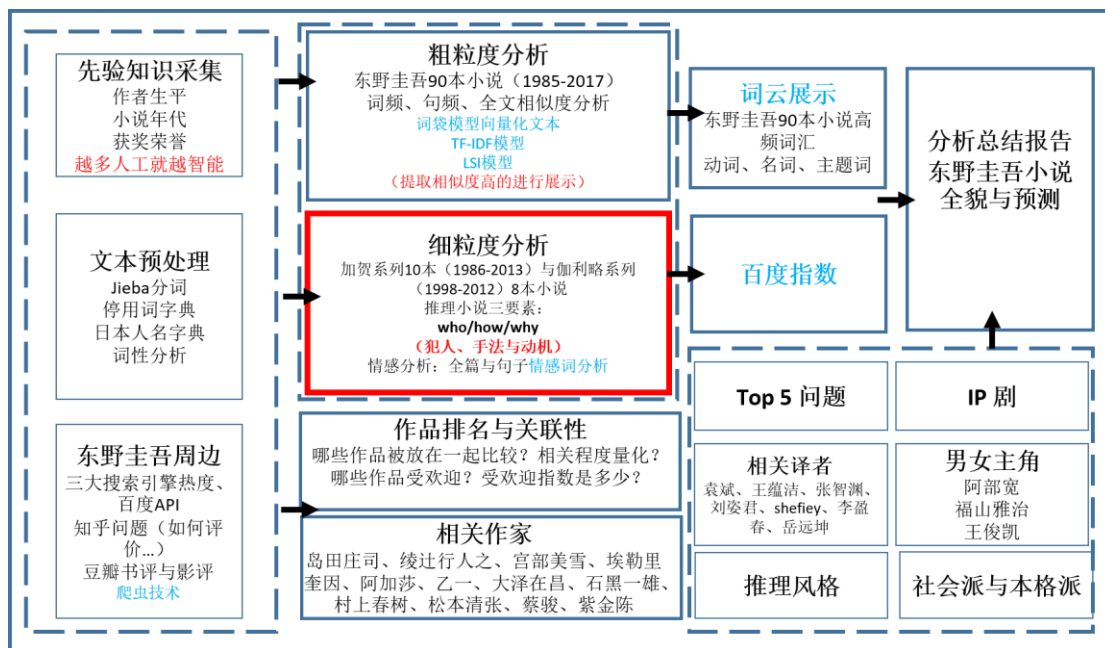 先验知识采集
作者生平
小说年代
获奖荣誉
越多人工就越智能
文本预处理
Jieba分词
停用词字典
日本人名字典
词性分析
东野圭吾周边
三大搜索引擎热度、
百度API
知乎问题（如何评
价...）
豆瓣书评与影评
爬虫技术
粗粒度分析
东野圭吾90本小说（1985-2017）
词频、句频、全文相似度分析
词袋模型向量化文本
TF-IDF模型
LSI模型
（提取相似度高的进行展示）
细粒度分析
加贺系列10本（1986-2013）与伽利略系列
（1998-2012）8本小说
推理小说三要素：
who/how/why
（犯人、手法与动机）
情感分析：全篇与句子情感词分析
作品排名与关联性
哪些作品被放在一起比较？相关程度量化？
哪些作品受欢迎？受欢迎指数是多少？
相关作家
岛田庄司、绫辻行人之、宫部美雪、埃勒里
奎因、阿加莎、乙一、大泽在昌、石黑一雄、
村上春树、松本清张、蔡骏、紫金陈
词云展示
东野圭吾90本小说高
频词汇
动词、名词、主题词
百度指数
分析总结报告
东野圭吾小说
全貌与预测
Top 5 问题
IP 剧
相关译者
袁斌、王蕴洁、张智渊、
刘姿君、shefiey、李盈
春、岳远坤
男女主角
阿部宽
福山雅治
王俊凯
推理风格
社会派与本格派